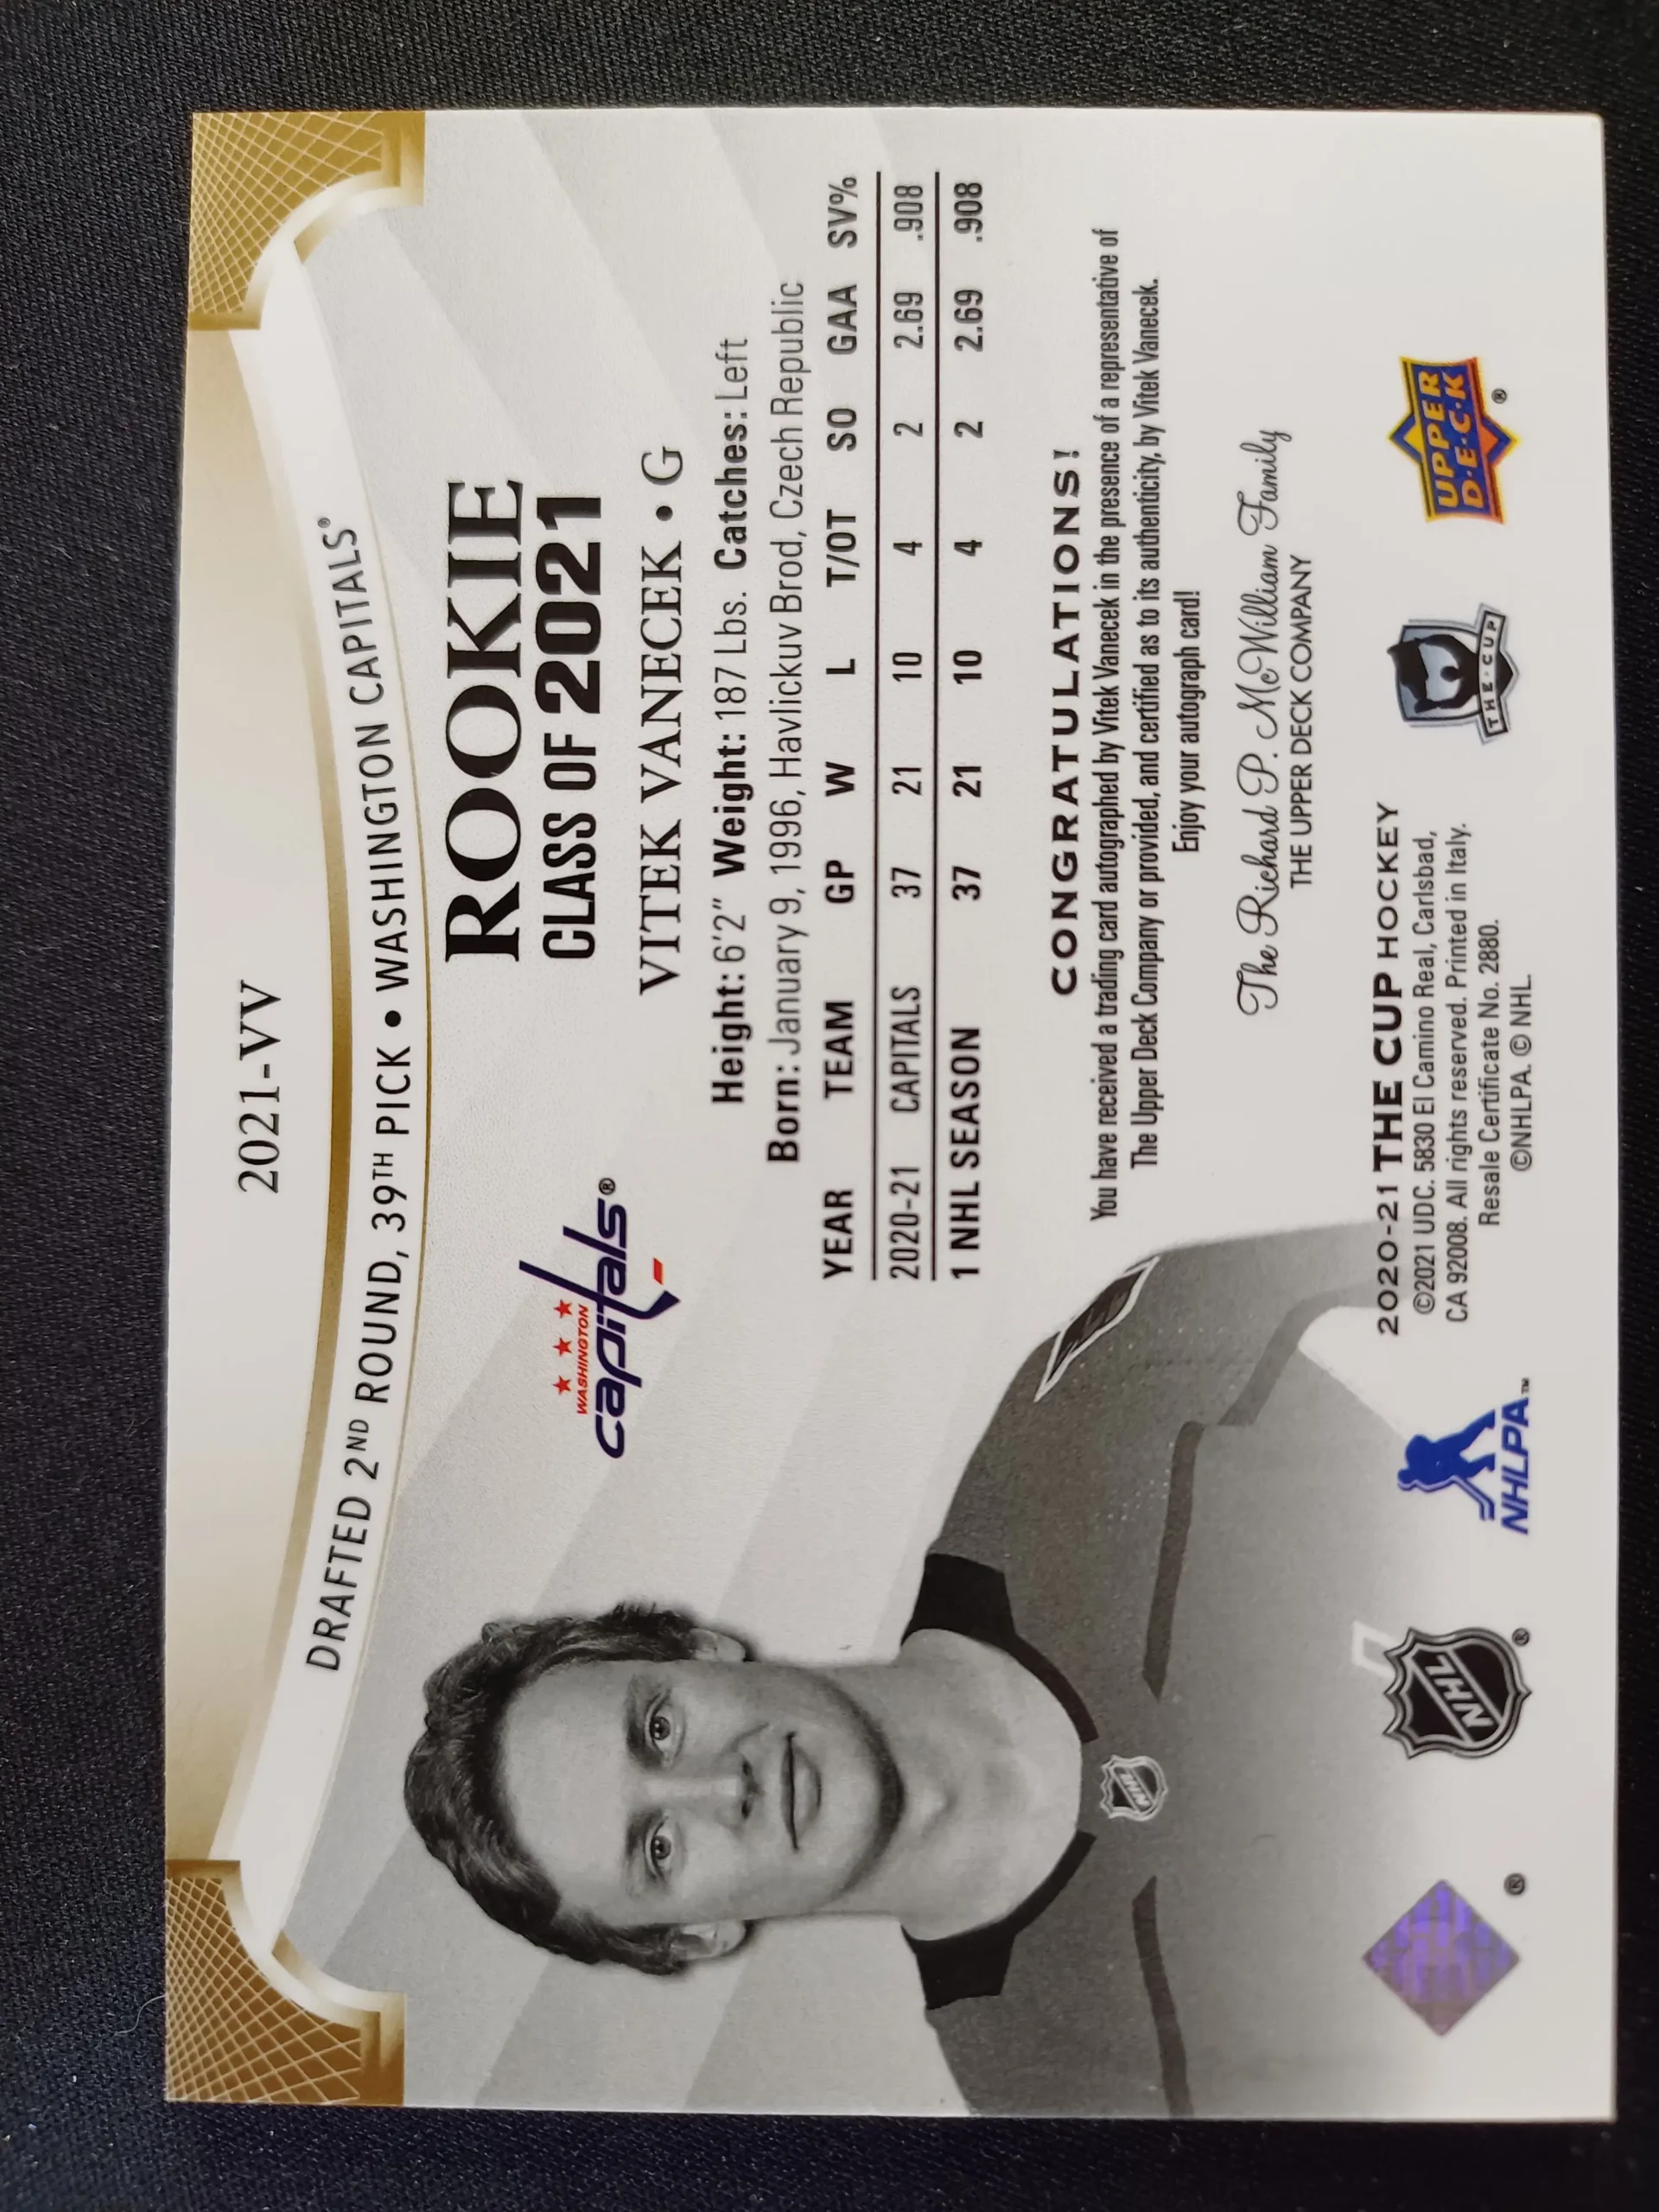 2021-VV
DRAFTED 2ND ROUND, 39TH PICK • WASHINGTON CAPITALS®
WASHINGTON
capitals®
ROOKIE
CLASS OF 2021
VITEK VANECEK • G
Height: 6'2" Weight: 187 Lbs. Catches: Left
Born: January 9, 1996, Havlickuv Brod, Czech Republic
YEAR TEAM GP W L T/OT SO GAA SV%
2020-21 CAPITALS 37 21 10 4 2 2.69 .908
1 NHL SEASON 37 21 10 4 2 2.69 .908
CONGRATULATIONS!
You have received a trading card autographed by Vitek Vanecek in the presence of a representative of
The Upper Deck Company or provided, and certified as to its authenticity, by Vitek Vanecek.
Enjoy your autograph card!
The Richard P. McWilliam Family
THE UPPER DECK COMPANY
NHL
®
NHL
®
NHLPA™
2020-21 THE CUP HOCKEY
©2021 UDC. 5830 El Camino Real, Carlsbad,
CA 92008. All rights reserved. Printed in Italy.
Resale Certificate No. 2880.
©NHLPA. © NHL.
THE·CUP
UPPER
D·E·C·K
®